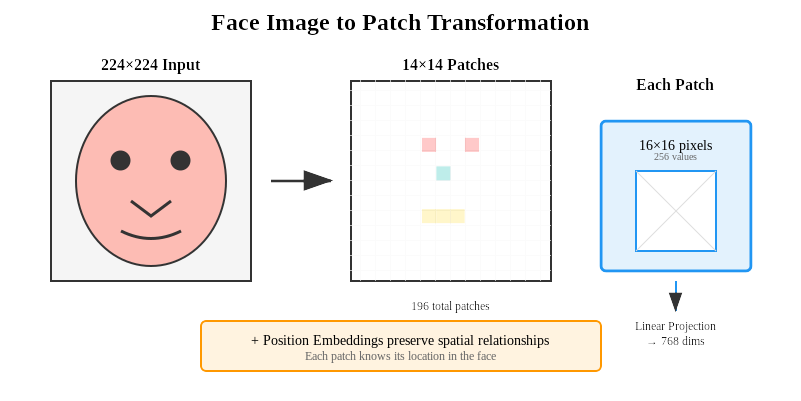 Face Image to Patch Transformation
224×224 Input
14×14 Patches
Each Patch
16×16 pixels
256 values
196 total patches
Linear Projection
→ 768 dims
+ Position Embeddings preserve spatial relationships
Each patch knows its location in the face